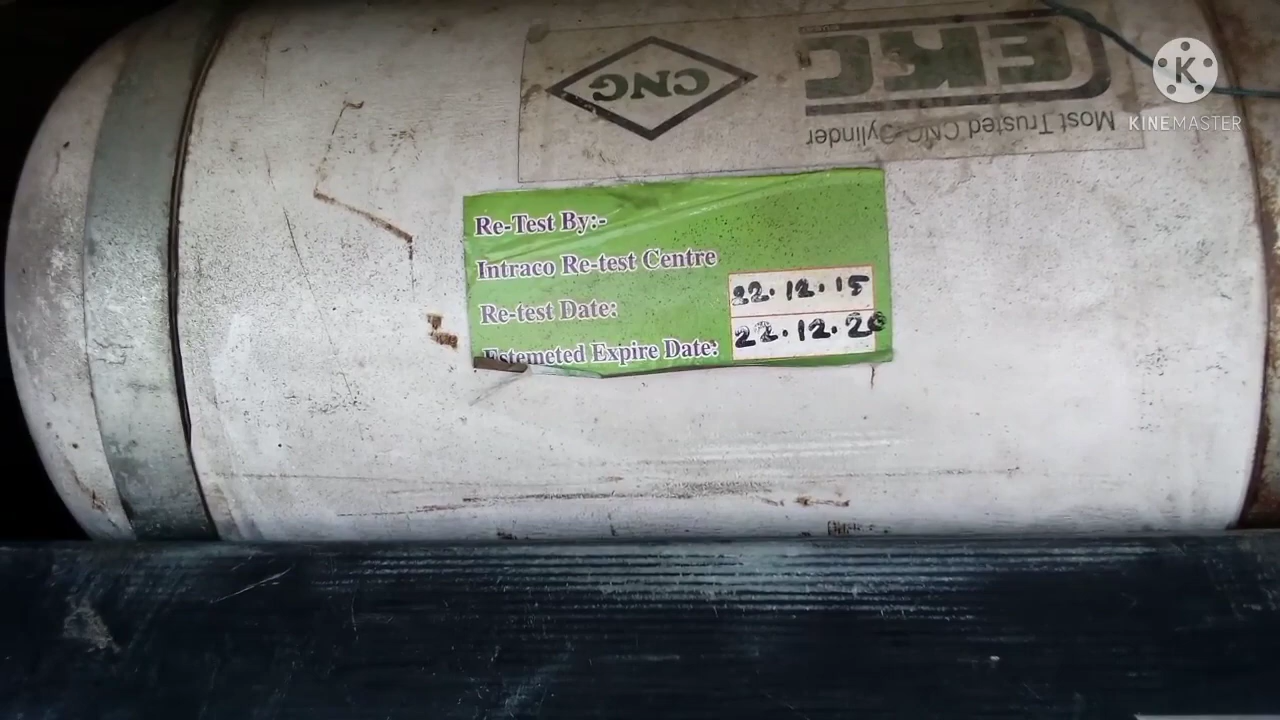 CNG
EKC
Most Trusted CNG Cylinder
K
KINEMASTER
Re-Test By:-
Intraco Re-test Centre
Re-test Date: 22.12.15
Estemeted Expire Date: 22.12.20